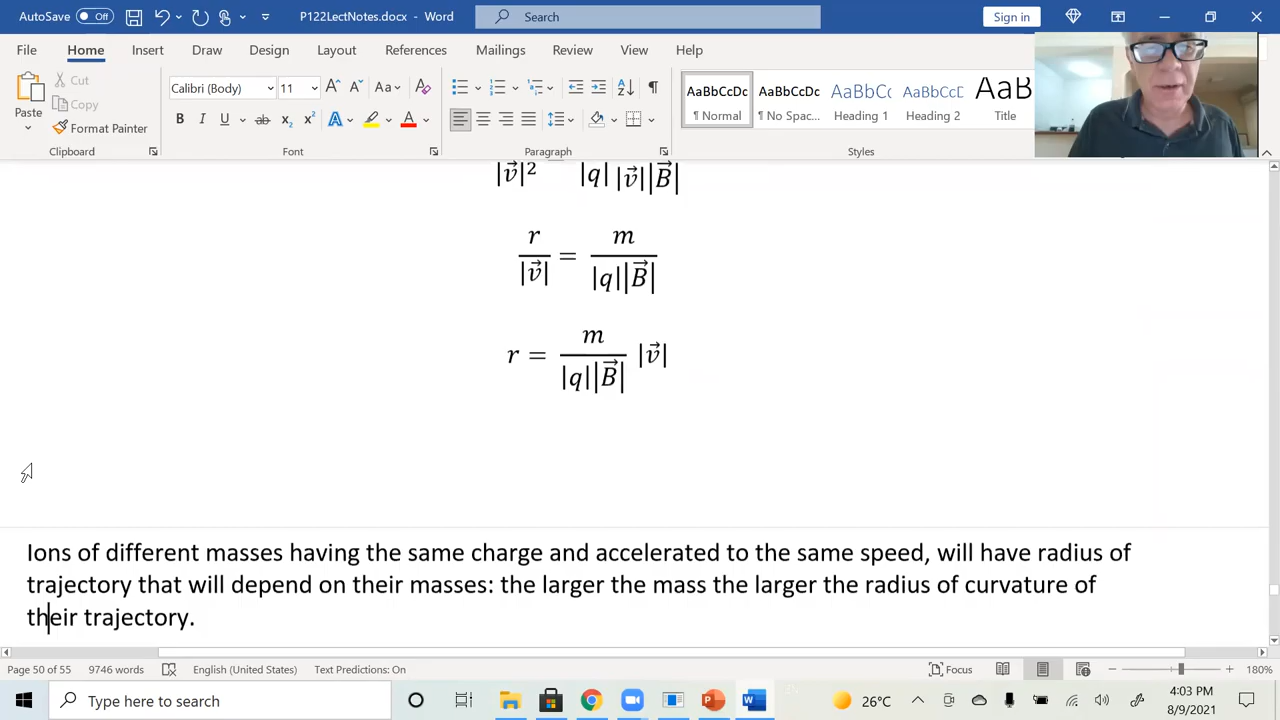 AutoSave Off P122LectNotes.docx - Word Search Sign in
File Home Insert Draw Design Layout References Mailings Review View Help
Paste Cut Copy Format Painter Clipboard
Calibri (Body) 11 Aa
B I U ab x₂ x² A A Font
Paragraph
AaBbCcDc AaBbCcDc AaBbCc AaBbCcD AaB
¶ Normal ¶ No Spac... Heading 1 Heading 2 Title
Styles
|v⃗|² |q| |v⃗||B⃗|
r/|v⃗| = m/(|q||B⃗|)
r = m/(|q||B⃗|) |v⃗|
Ions of different masses having the same charge and accelerated to the same speed, will have radius of
trajectory that will depend on their masses: the larger the mass the larger the radius of curvature of
their trajectory.
Page 50 of 55 9746 words English (United States) Text Predictions: On Focus 180%
Type here to search 26°C 4:03 PM
8/9/2021